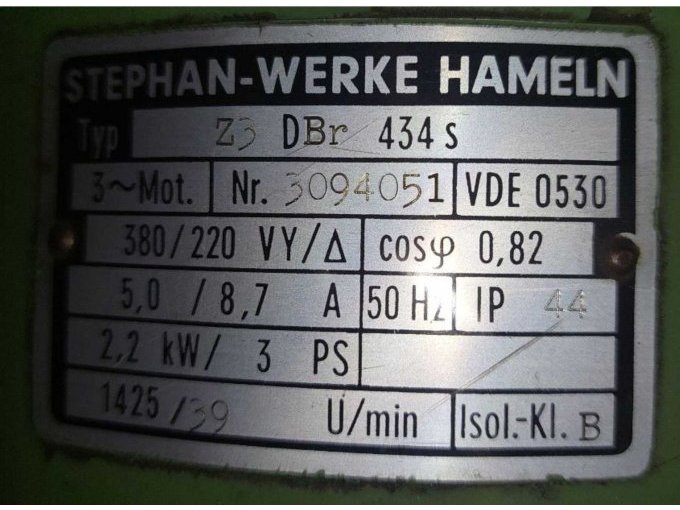 STEPHAN-WERKE HAMELN
Typ Z3 DBr 434 s
3~Mot. Nr. 3094051 VDE 0530
380/220 VY/Δ cosφ 0,82
5,0 / 8,7 A 50 Hz IP 44
2,2 kW/ 3 PS
1425/39 U/min Isol.-Kl. B